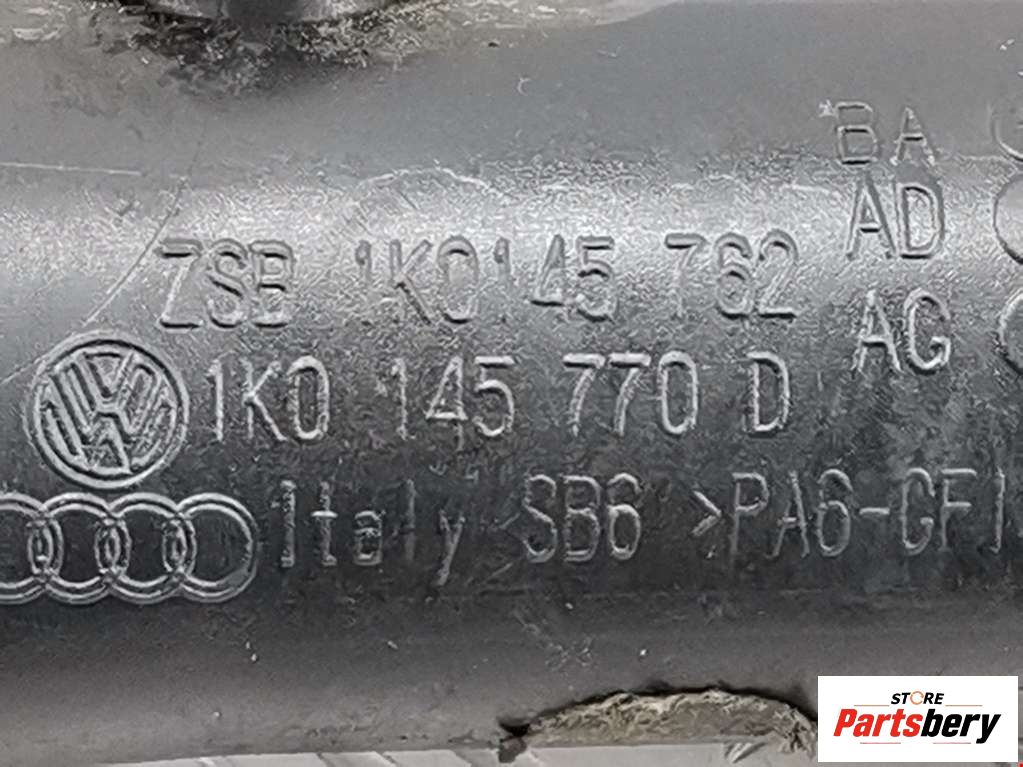 BA
AD
AG
ZSB 1K0145 762
1K0 145 770 D
Italy SB6 >PA6-GF
STORE
Partsbery